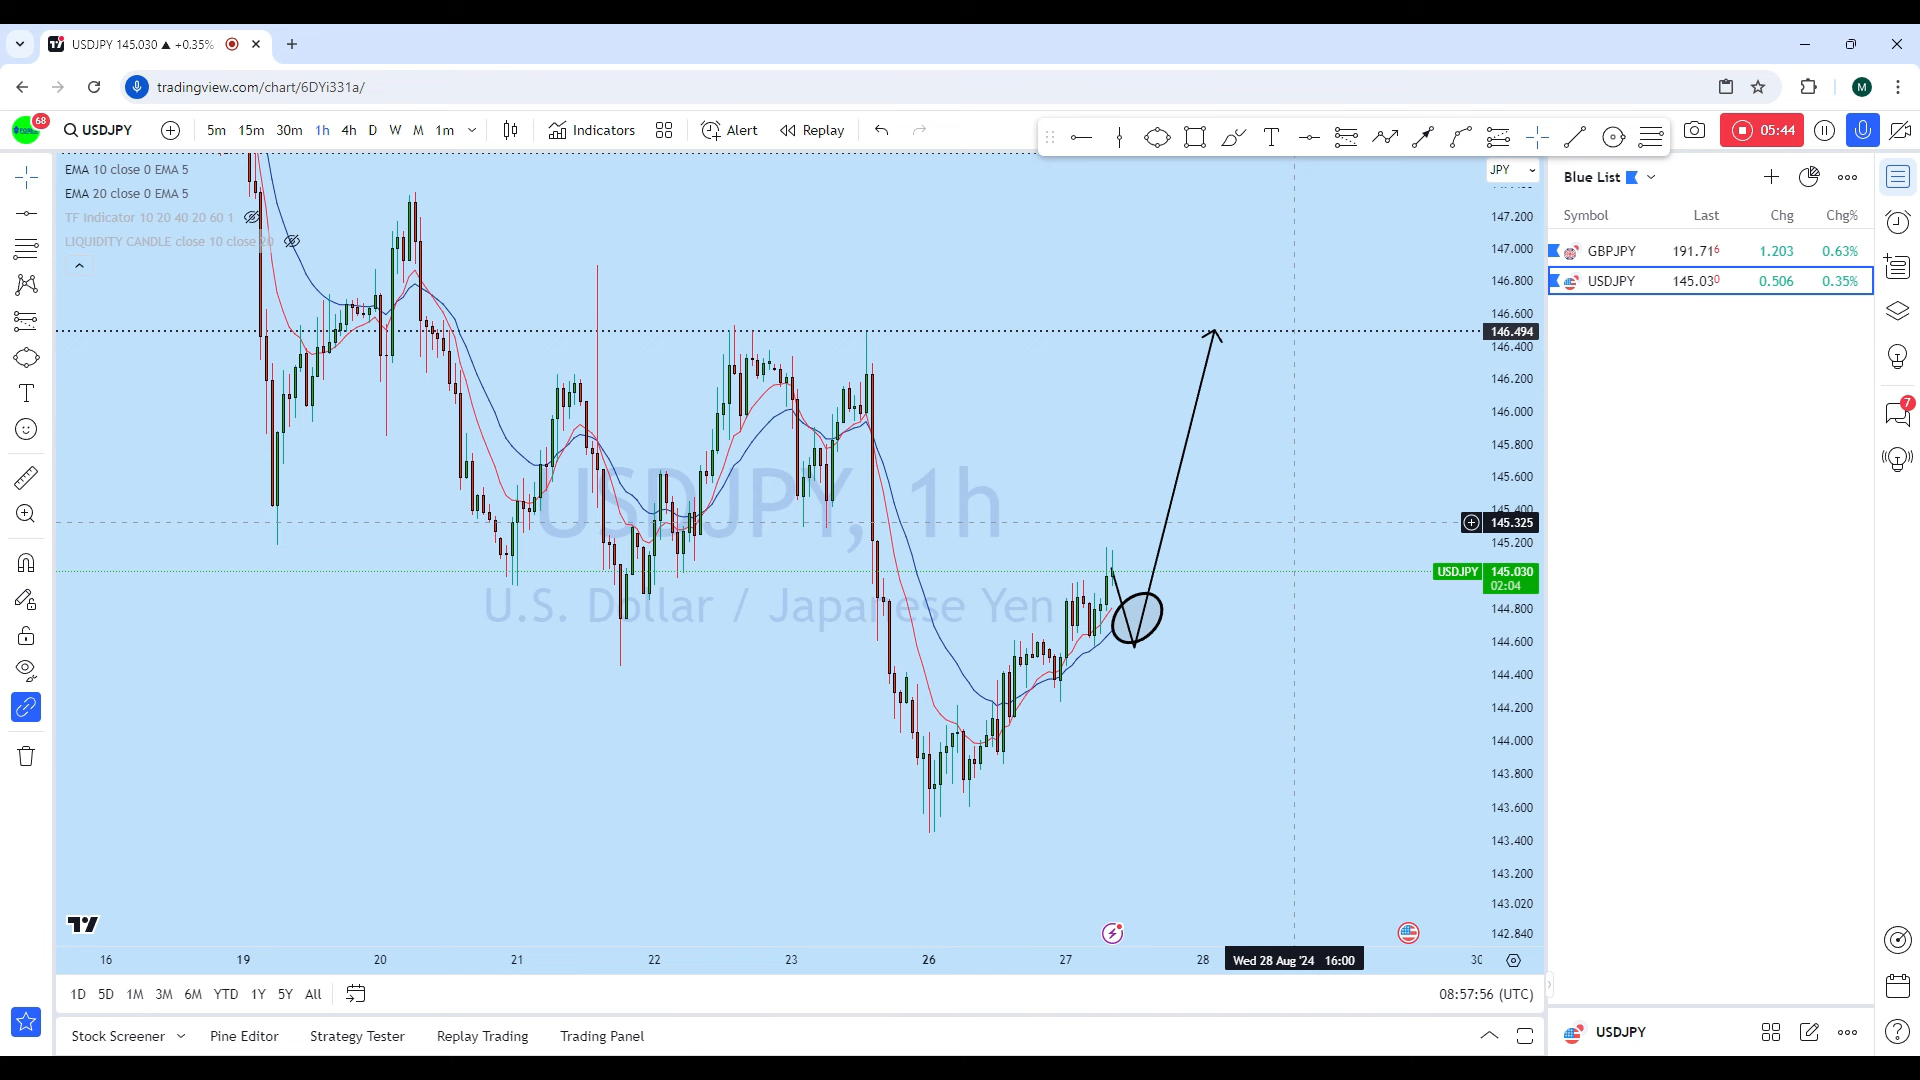 USDJPY 145.030 ▲ +0.35%
tradingview.com/chart/6DYi331a/
M
68
USDJPY
5m 15m 30m 1h 4h D W M 1m
Indicators
Alert
Replay
05:44
EMA 10 close 0 EMA 5
EMA 20 close 0 EMA 5
TF Indicator 10 20 40 20 60 1
LIQUIDITY CANDLE close 10 close 20
USDJPY, 1h
U.S. Dollar / Japanese Yen
JPY
147.200
147.000
146.800
146.600
146.494
146.400
146.200
146.000
145.800
145.600
145.400
145.325
145.200
USDJPY 145.030
02:04
144.800
144.600
144.400
144.200
144.000
143.800
143.600
143.400
143.200
143.020
142.840
16 19 20 21 22 23 26 27 28 Wed 28 Aug '24 16:00 30
1D 5D 1M 3M 6M YTD 1Y 5Y All
08:57:56 (UTC)
Stock Screener Pine Editor Strategy Tester Replay Trading Trading Panel
Blue List
Symbol Last Chg Chg%
GBPJPY 191.716 1.203 0.63%
USDJPY 145.030 0.506 0.35%
7
USDJPY